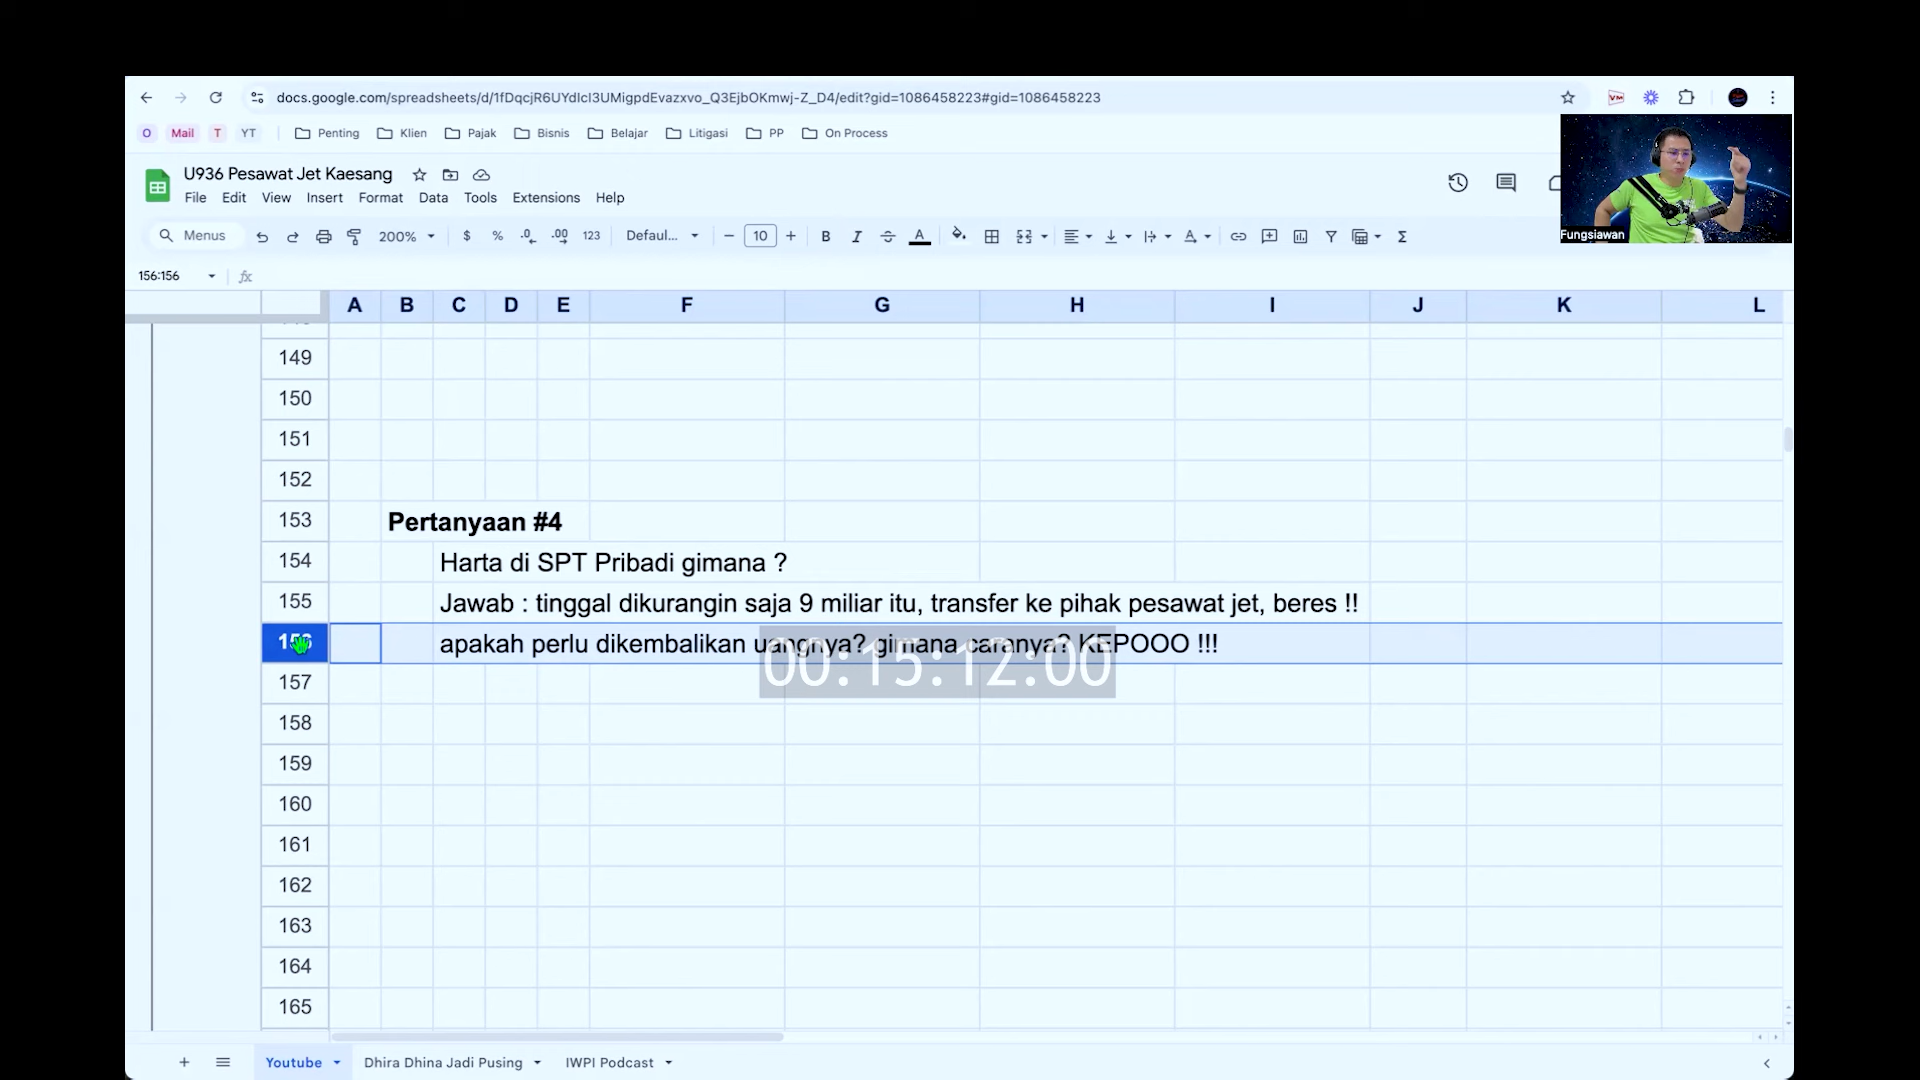 docs.google.com/spreadsheets/d/1fDqcjR6UYdIcI3UMigpdEvazxvo_Q3EjbOKmwj-Z_D4/edit?gid=1086458223#gid=1086458223
O Mail T YT Penting Klien Pajak Bisnis Belajar Litigasi PP On Process
U936 Pesawat Jet Kaesang
File Edit View Insert Format Data Tools Extensions Help
Fungsiawan
Menus 200% $ % .0 .00 123 Defaul... 10 B I A
156:156 fx
A B C D E F G H I J K L
149
150
151
152
153 Pertanyaan #4
154 Harta di SPT Pribadi gimana ?
155 Jawab : tinggal dikurangin saja 9 miliar itu, transfer ke pihak pesawat jet, beres !!
156 apakah perlu dikembalikan uangnya? gimana caranya? KEPOOO !!!
00:15:12:00
157
158
159
160
161
162
163
164
165
Youtube Dhira Dhina Jadi Pusing IWPI Podcast